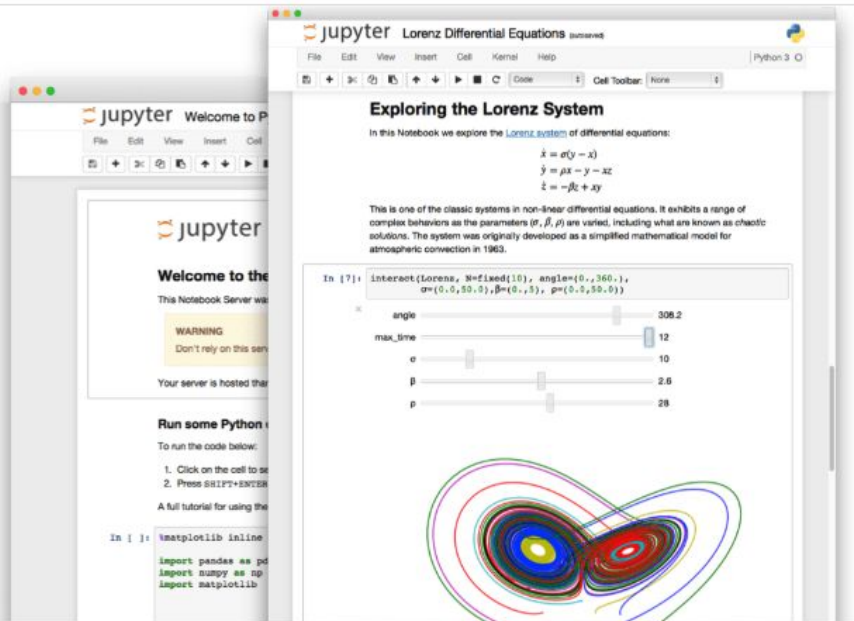 jupyter Lorenz Differential Equations (autosaved)
File Edit View Insert Cell Kernel Help Python 3
Code Cell Toolbar: None
Exploring the Lorenz System
In this Notebook we explore the Lorenz system of differential equations:
ẋ = σ(y − x)
ẏ = ρx − y − xz
ż = −βz + xy
This is one of the classic systems in non-linear differential equations. It exhibits a range of
complex behaviors as the parameters (σ, β, ρ) are varied, including what are known as chaotic
solutions. The system was originally developed as a simplified mathematical model for
atmospheric convection in 1963.
In [7]: interact(Lorenz, N=fixed(10), angle=(0.,360.),
σ=(0.0,50.0),β=(0.,5), ρ=(0.0,50.0))
angle 308.2
max_time 12
σ 10
β 2.6
ρ 28
jupyter Welcome to P
File Edit View Insert Cell
jupyter
Welcome to the
This Notebook Server was
WARNING
Don't rely on this serv
Your server is hosted than
Run some Python
To run the code below:
1. Click on the cell to se
2. Press SHIFT+ENTER
A full tutorial for using the
In [ ]: %matplotlib inline
import pandas as pd
import numpy as np
import matplotlib